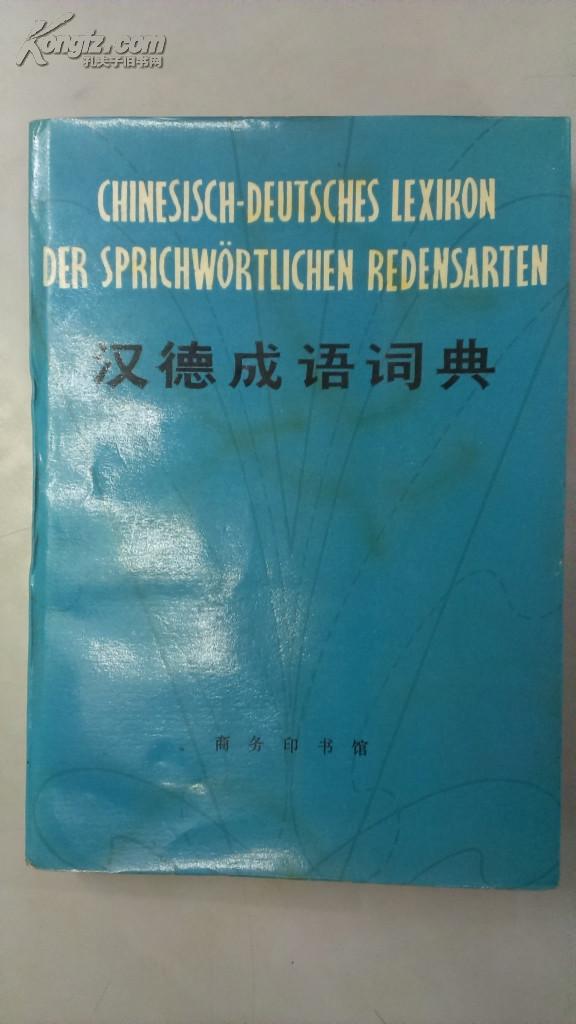 Kongfz.com
孔夫子旧书网
CHINESISCH-DEUTSCHES LEXIKON
DER SPRICHWÖRTLICHEN REDENSARTEN
汉德成语词典
商务印书馆